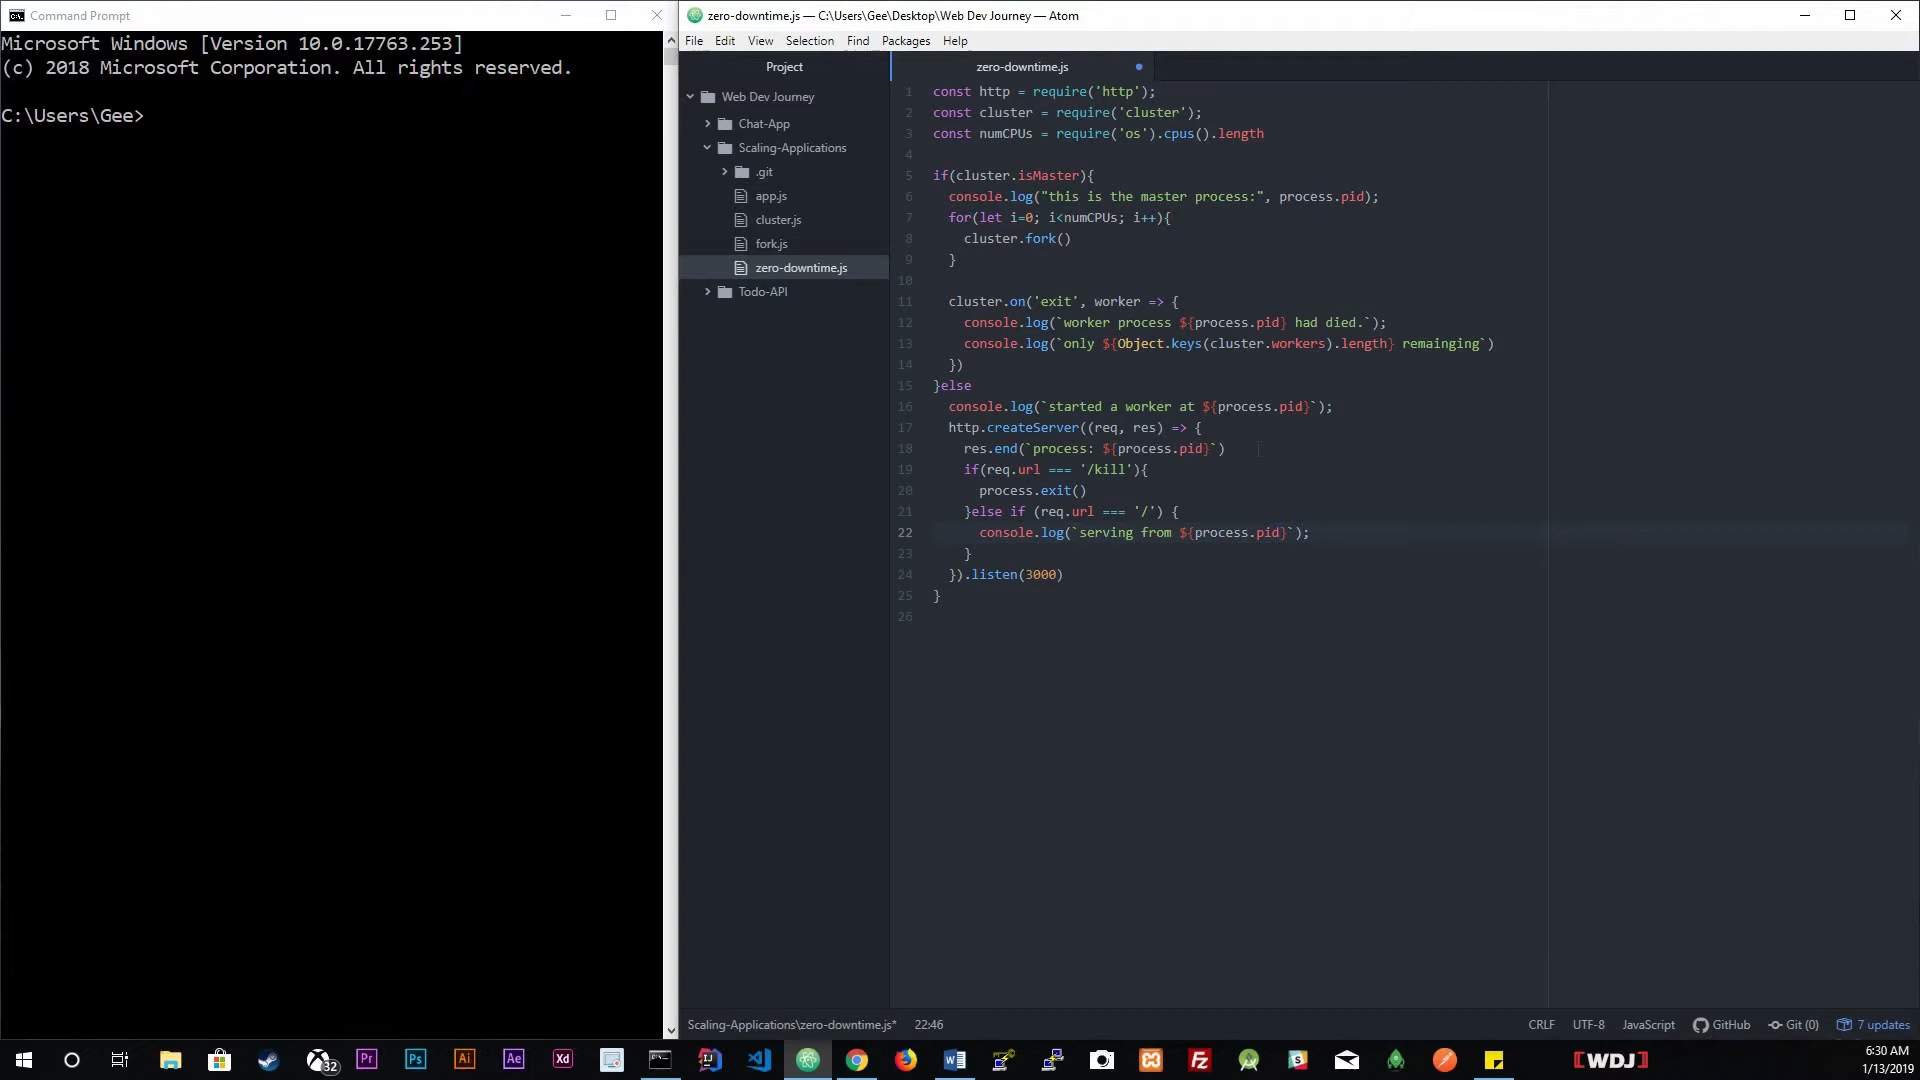 Command Prompt
Microsoft Windows [Version 10.0.17763.253]
(c) 2018 Microsoft Corporation. All rights reserved.
C:\Users\Gee>
zero-downtime.js — C:\Users\Gee\Desktop\Web Dev Journey — Atom
File Edit View Selection Find Packages Help
Project
Web Dev Journey
Chat-App
Scaling-Applications
.git
app.js
cluster.js
fork.js
zero-downtime.js
Todo-API
zero-downtime.js
1 const http = require('http');
2 const cluster = require('cluster');
3 const numCPUs = require('os').cpus().length
4
5 if(cluster.isMaster){
6 console.log("this is the master process:", process.pid);
7 for(let i=0; i<numCPUs; i++){
8 cluster.fork()
9 }
10
11 cluster.on('exit', worker => {
12 console.log(`worker process ${process.pid} had died.`);
13 console.log(`only ${Object.keys(cluster.workers).length} remainging`)
14 })
15 }else
16 console.log(`started a worker at ${process.pid}`);
17 http.createServer((req, res) => {
18 res.end(`process: ${process.pid}`)
19 if(req.url === '/kill'){
20 process.exit()
21 }else if (req.url === '/') {
22 console.log(`serving from ${process.pid}`);
23 }
24 }).listen(3000)
25 }
26
Scaling-Applications\zero-downtime.js* 22:46
CRLF UTF-8 JavaScript GitHub Git (0) 7 updates
32 Pr Ps Ai Ae Xd
[WDJ]
6:30 AM
1/13/2019